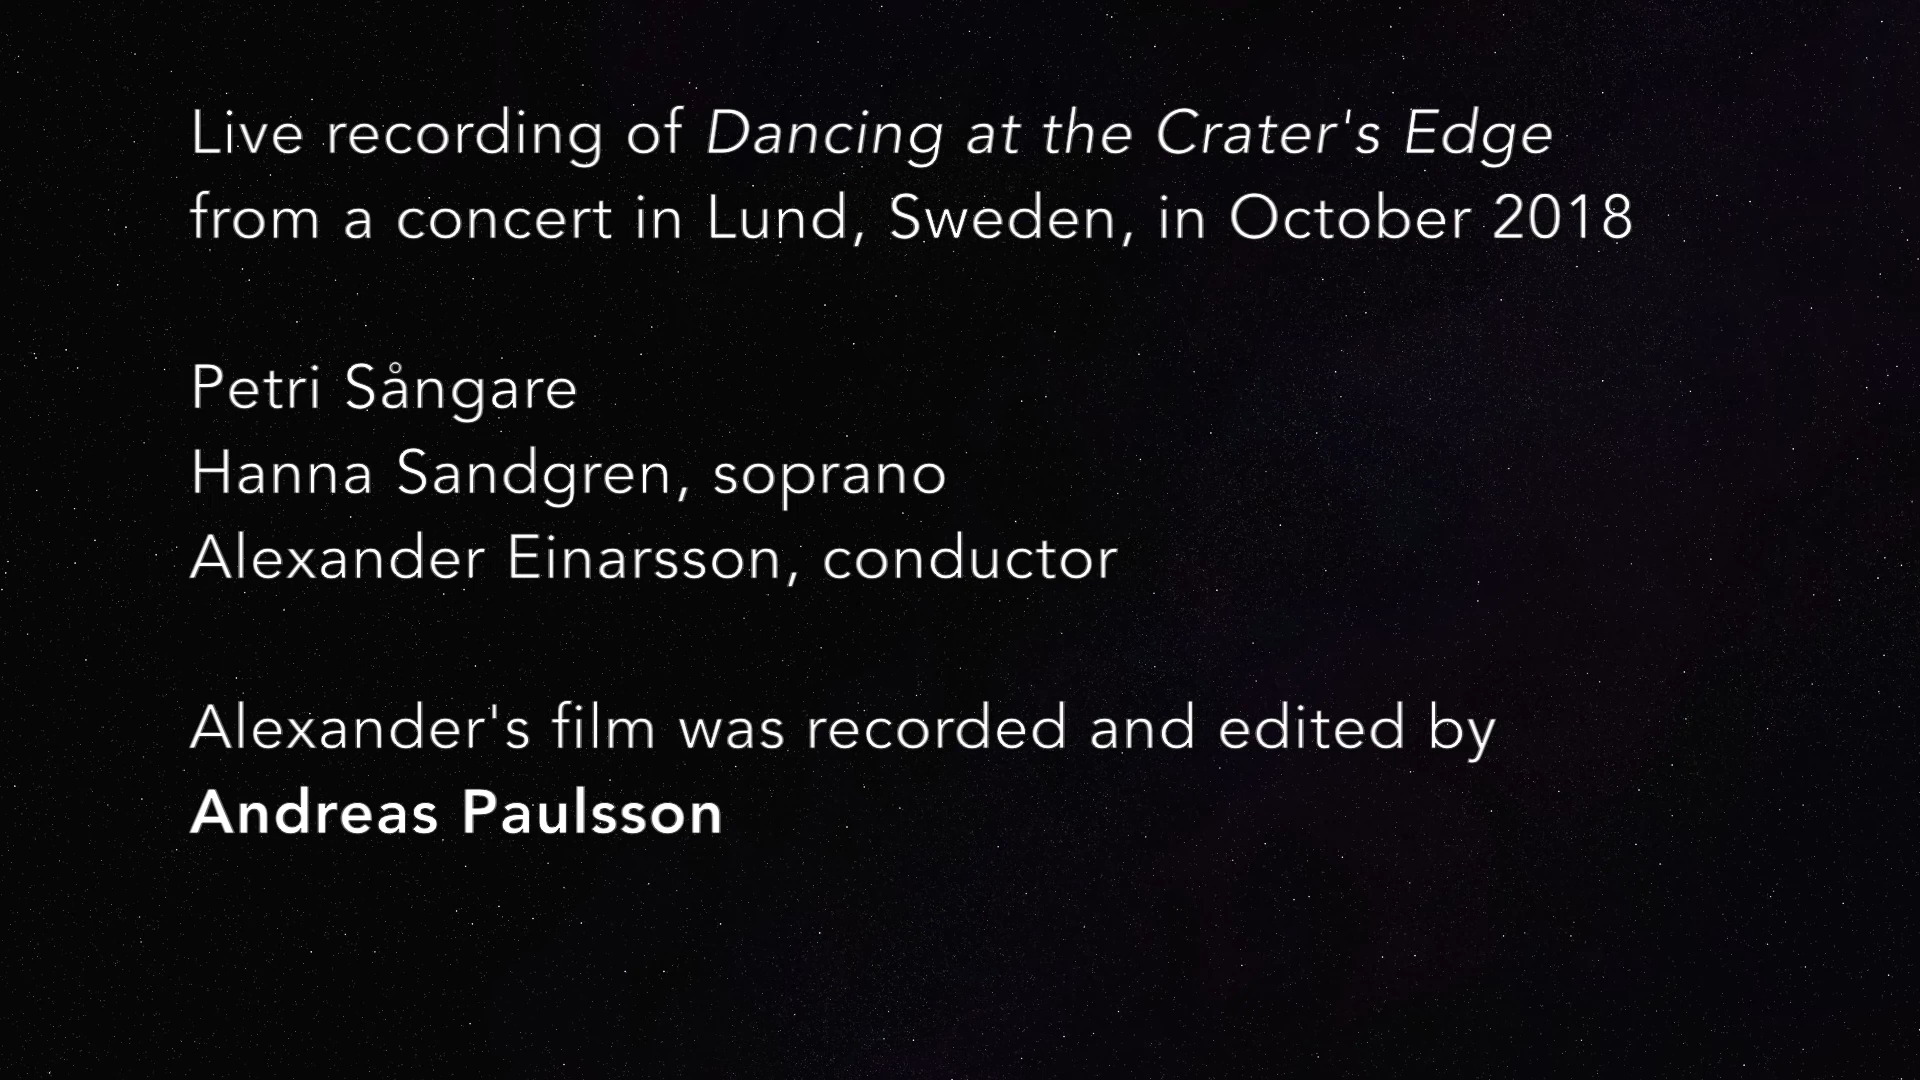 Live recording of Dancing at the Crater's Edge
from a concert in Lund, Sweden, in October 2018
Petri Sångare
Hanna Sandgren, soprano
Alexander Einarsson, conductor
Alexander's film was recorded and edited by
Andreas Paulsson